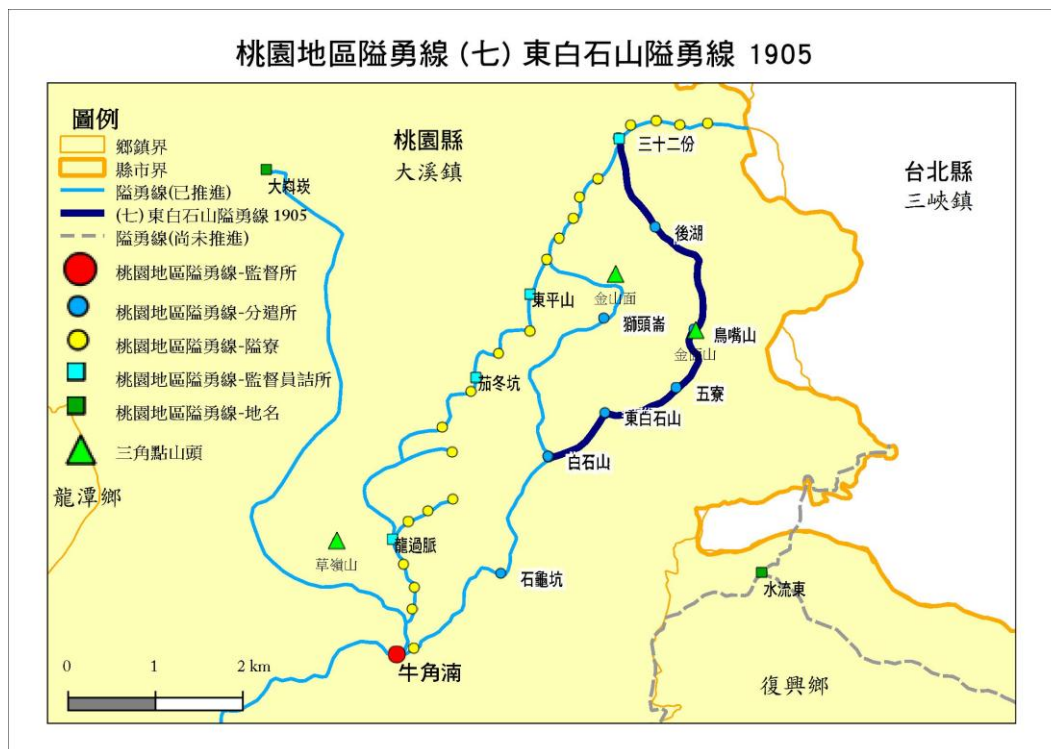 桃園地區隘勇線 (七) 東白石山隘勇線 1905
圖例
鄉鎮界
縣市界
隘勇線(已推進)
(七) 東白石山隘勇線 1905
隘勇線(尚未推進)
桃園地區隘勇線-監督所
桃園地區隘勇線-分遣所
桃園地區隘勇線-隘寮
桃園地區隘勇線-監督員詰所
桃園地區隘勇線-地名
三角點山頭
桃園縣
大溪鎮
台北縣
三峽鎮
大嵙崁
三十二份
後湖
金山面
東平山
獅頭崙
鳥嘴山
金面山
茄冬坑
五寮
東白石山
白石山
龍潭鄉
龍過脈
草嶺山
石龜坑
水流東
牛角湳
復興鄉
0 1 2 km